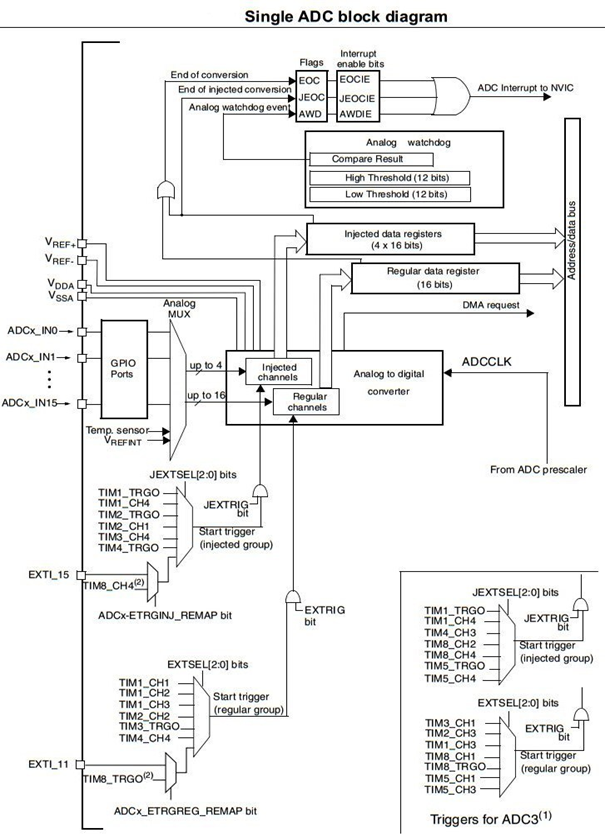 Single ADC block diagram
Flags
Interrupt
enable bits
End of conversion
EOC
EOCIE
End of injected conversion
JEOC
JEOCIE
Analog watchdog event
AWD
AWDIE
ADC Interrupt to NVIC
Analog watchdog
Compare Result
High Threshold (12 bits)
Low Threshold (12 bits)
Address/data bus
Injected data registers
(4 x 16 bits)
Regular data register
(16 bits)
DMA request
VREF+
VREF-
VDDA
VSSA
Analog
MUX
ADCx_IN0
ADCx_IN1
ADCx_IN15
GPIO
Ports
up to 4
up to 16
Injected
channels
Regular
channels
Analog to digital
converter
ADCCLK
From ADC prescaler
Temp. sensor
VREFINT
JEXTSEL[2:0] bits
TIM1_TRGO
TIM1_CH4
TIM2_TRGO
TIM2_CH1
TIM3_CH4
TIM4_TRGO
JEXTRIG
bit
Start trigger
(injected group)
EXTI_15
TIM8_CH4(2)
ADCx-ETRGINJ_REMAP bit
EXTRIG
bit
EXTSEL[2:0] bits
TIM1_CH1
TIM1_CH2
TIM1_CH3
TIM2_CH2
TIM3_TRGO
TIM4_CH4
Start trigger
(regular group)
EXTI_11
TIM8_TRGO(2)
ADCx_ETRGREG_REMAP bit
JEXTSEL[2:0] bits
TIM1_TRGO
TIM1_CH4
TIM4_CH3
TIM8_CH2
TIM8_CH4
TIM5_TRGO
TIM5_CH4
JEXTRIG
bit
Start trigger
(injected group)
EXTSEL[2:0] bits
TIM3_CH1
TIM2_CH3
TIM1_CH3
TIM8_CH1
TIM8_TRGO
TIM5_CH1
TIM5_CH3
EXTRIG
bit
Start trigger
(regular group)
Triggers for ADC3(1)